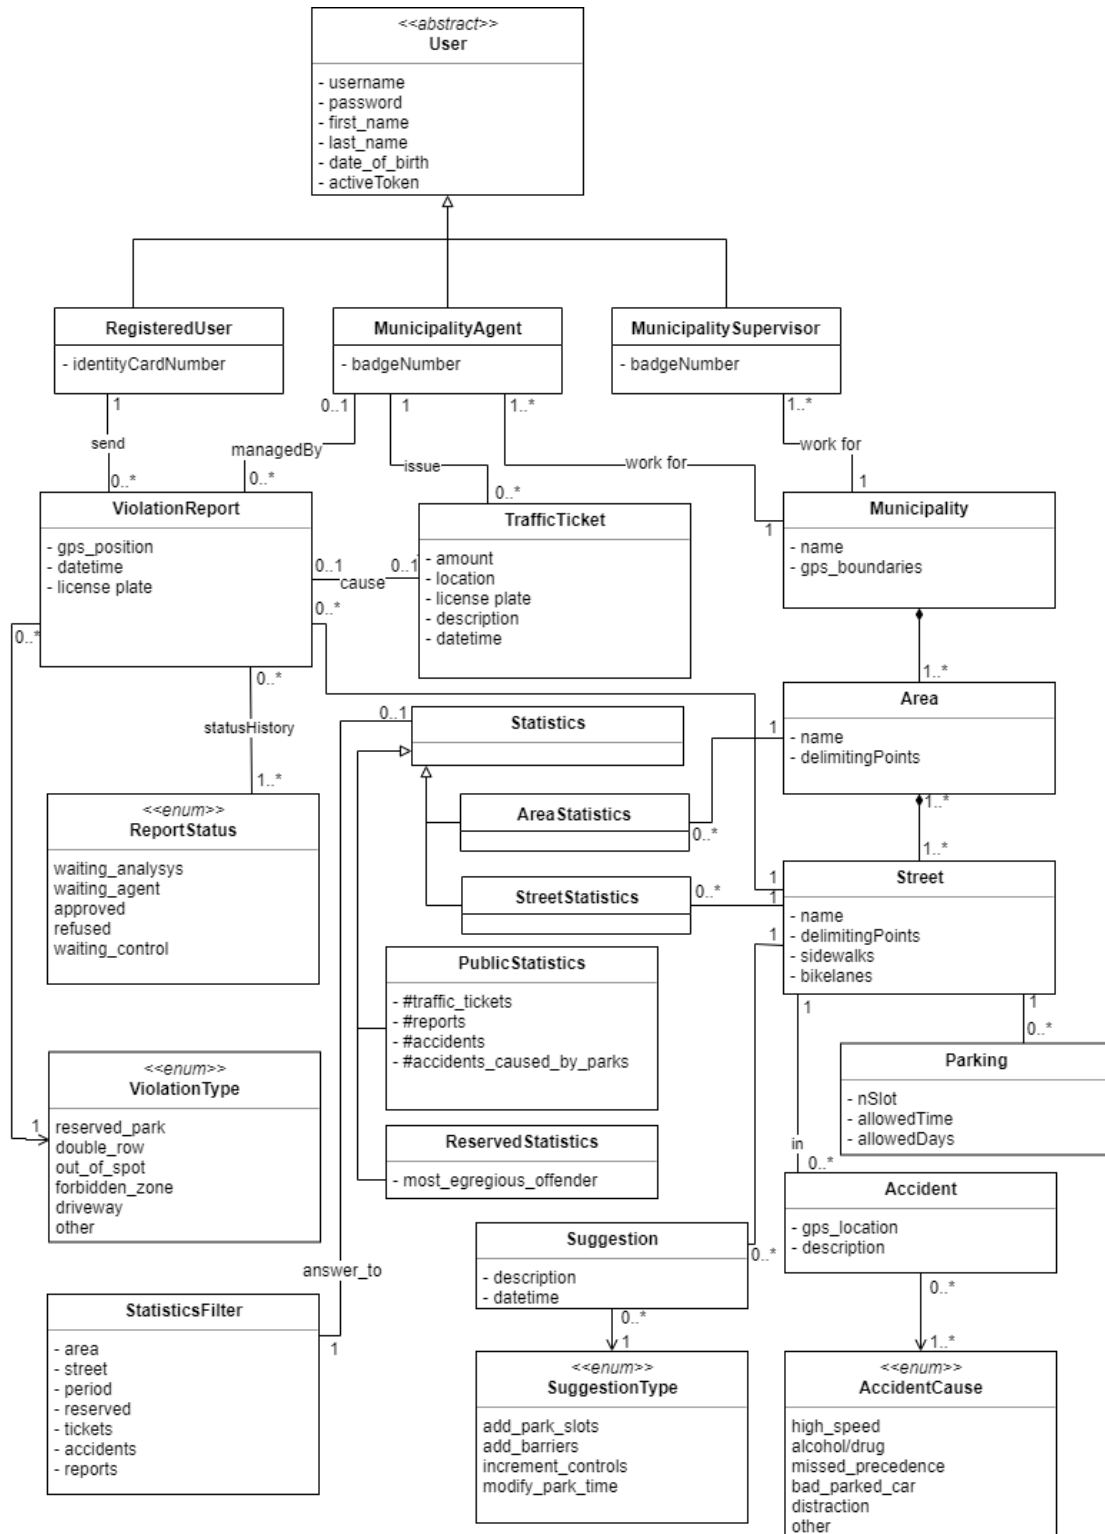 <<abstract>>
User
- username
- password
- first_name
- last_name
- date_of_birth
- activeToken
RegisteredUser
- identityCardNumber
MunicipalityAgent
- badgeNumber
MunicipalitySupervisor
- badgeNumber
1
send
0..*
0..1
managedBy
0..*
1
issue
0..*
1..*
work for
1
1..*
work for
1
ViolationReport
- gps_position
- datetime
- license plate
0..1
cause
0..1
0..*
0..*
TrafficTicket
- amount
- location
- license plate
- description
- datetime
Municipality
- name
- gps_boundaries
1..*
0..*
statusHistory
1..*
Area
- name
- delimitingPoints
1
1..*
1..*
0..1
Statistics
AreaStatistics
0..*
StreetStatistics
0..*
<<enum>>
ReportStatus
waiting_analysys
waiting_agent
approved
refused
waiting_control
1
1
1
Street
- name
- delimitingPoints
- sidewalks
- bikelanes
PublicStatistics
- #traffic_tickets
- #reports
- #accidents
- #accidents_caused_by_parks
1
in
0..*
1
0..*
Parking
- nSlot
- allowedTime
- allowedDays
1
<<enum>>
ViolationType
reserved_park
double_row
out_of_spot
forbidden_zone
driveway
other
ReservedStatistics
- most_egregious_offender
Accident
- gps_location
- description
0..*
1..*
Suggestion
- description
- datetime
0..*
0..*
1
answer_to
1
StatisticsFilter
- area
- street
- period
- reserved
- tickets
- accidents
- reports
<<enum>>
SuggestionType
add_park_slots
add_barriers
increment_controls
modify_park_time
<<enum>>
AccidentCause
high_speed
alcohol/drug
missed_precedence
bad_parked_car
distraction
other